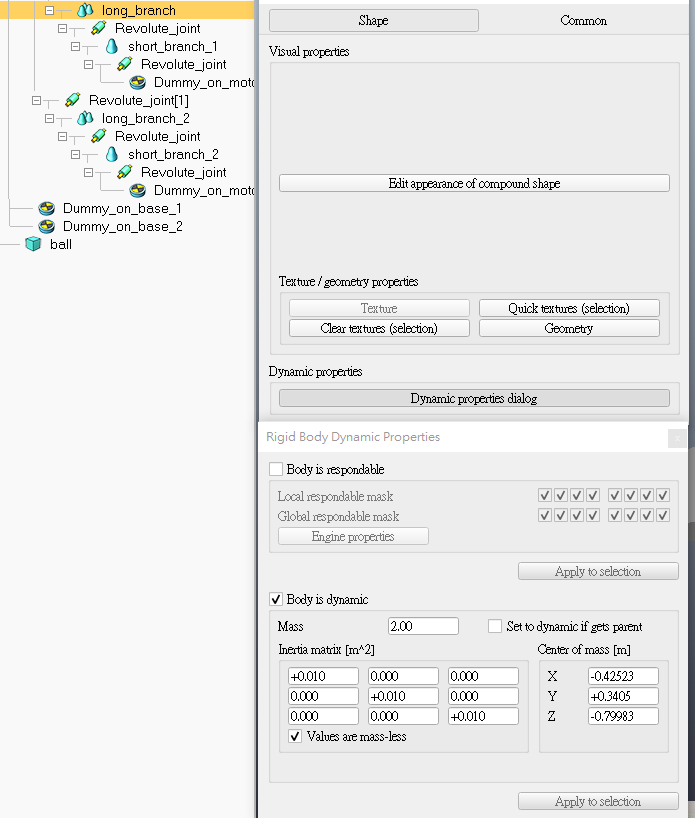 long_branch
Revolute_joint
short_branch_1
Revolute_joint
Dummy_on_moto
Revolute_joint[1]
long_branch_2
Revolute_joint
short_branch_2
Revolute_joint
Dummy_on_moto
Dummy_on_base_1
Dummy_on_base_2
ball
Shape Common
Visual properties
Edit appearance of compound shape
Texture / geometry properties
Texture Quick textures (selection)
Clear textures (selection) Geometry
Dynamic properties
Dynamic properties dialog
Rigid Body Dynamic Properties x
Body is respondable
Local respondable mask
Global respondable mask
Engine properties
Apply to selection
Body is dynamic
Mass 2.00 Set to dynamic if gets parent
Inertia matrix [m^2] Center of mass [m]
+0.010 0.000 0.000 X -0.42523
0.000 +0.010 0.000 Y +0.3405
0.000 0.000 +0.010 Z -0.79983
Values are mass-less
Apply to selection